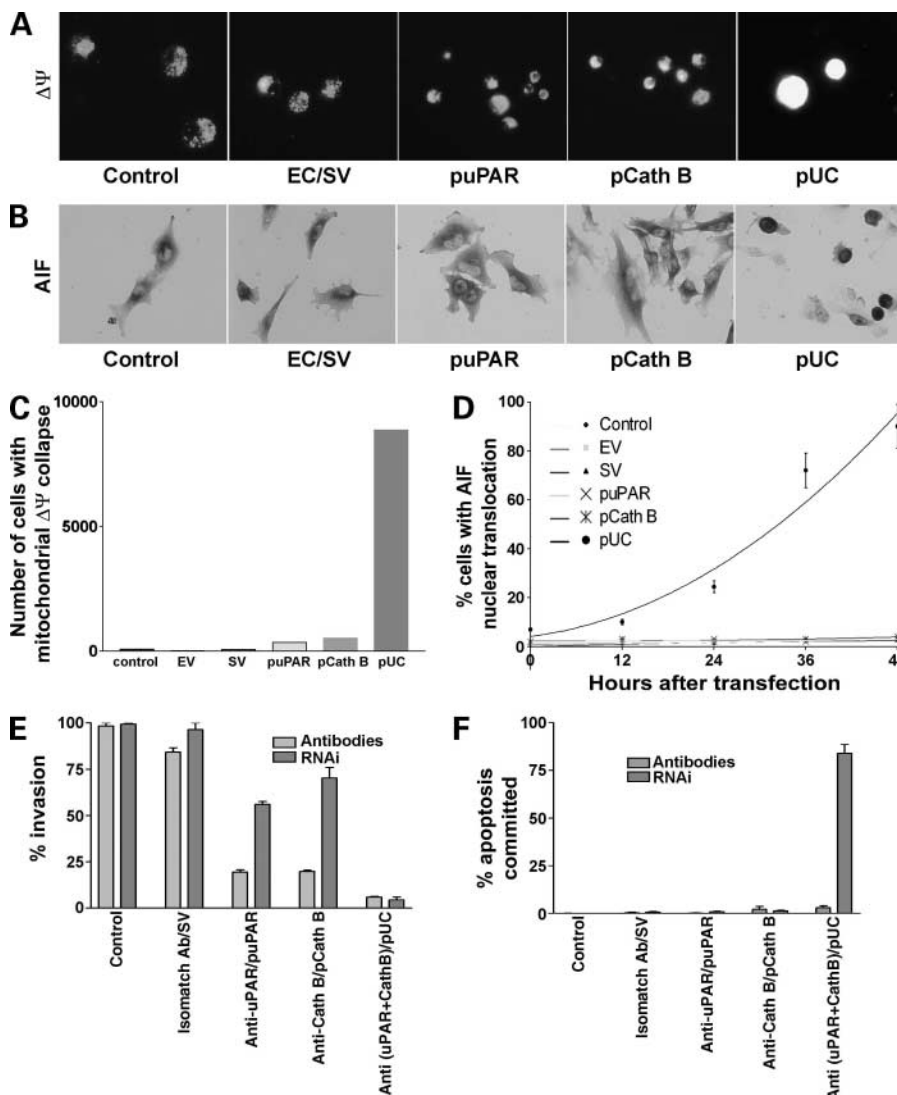 A
ΔΨ
Control EC/SV puPAR pCath B pUC
B
AIF
Control EC/SV puPAR pCath B pUC
C
Number of cells with
mitochondrial ΔΨ collapse
10000
5000
0
control EV SV puPAR pCath B pUC
D
% cells with AIF
nuclear translocation
100
80
60
40
20
0
Control
EV
SV
puPAR
pCath B
pUC
0 12 24 36 4
Hours after transfection
E
% invasion
100
75
50
25
0
Antibodies
RNAi
Control
Isomatch Ab/SV
Anti-uPAR/puPAR
Anti-Cath B/pCath B
Anti (uPAR+CathB)/pUC
F
% apoptosis
committed
100
75
50
25
0
Antibodies
RNAi
Control
Isomatch Ab/SV
Anti-uPAR/puPAR
Anti-Cath B/pCath B
Anti (uPAR+CathB)/pUC